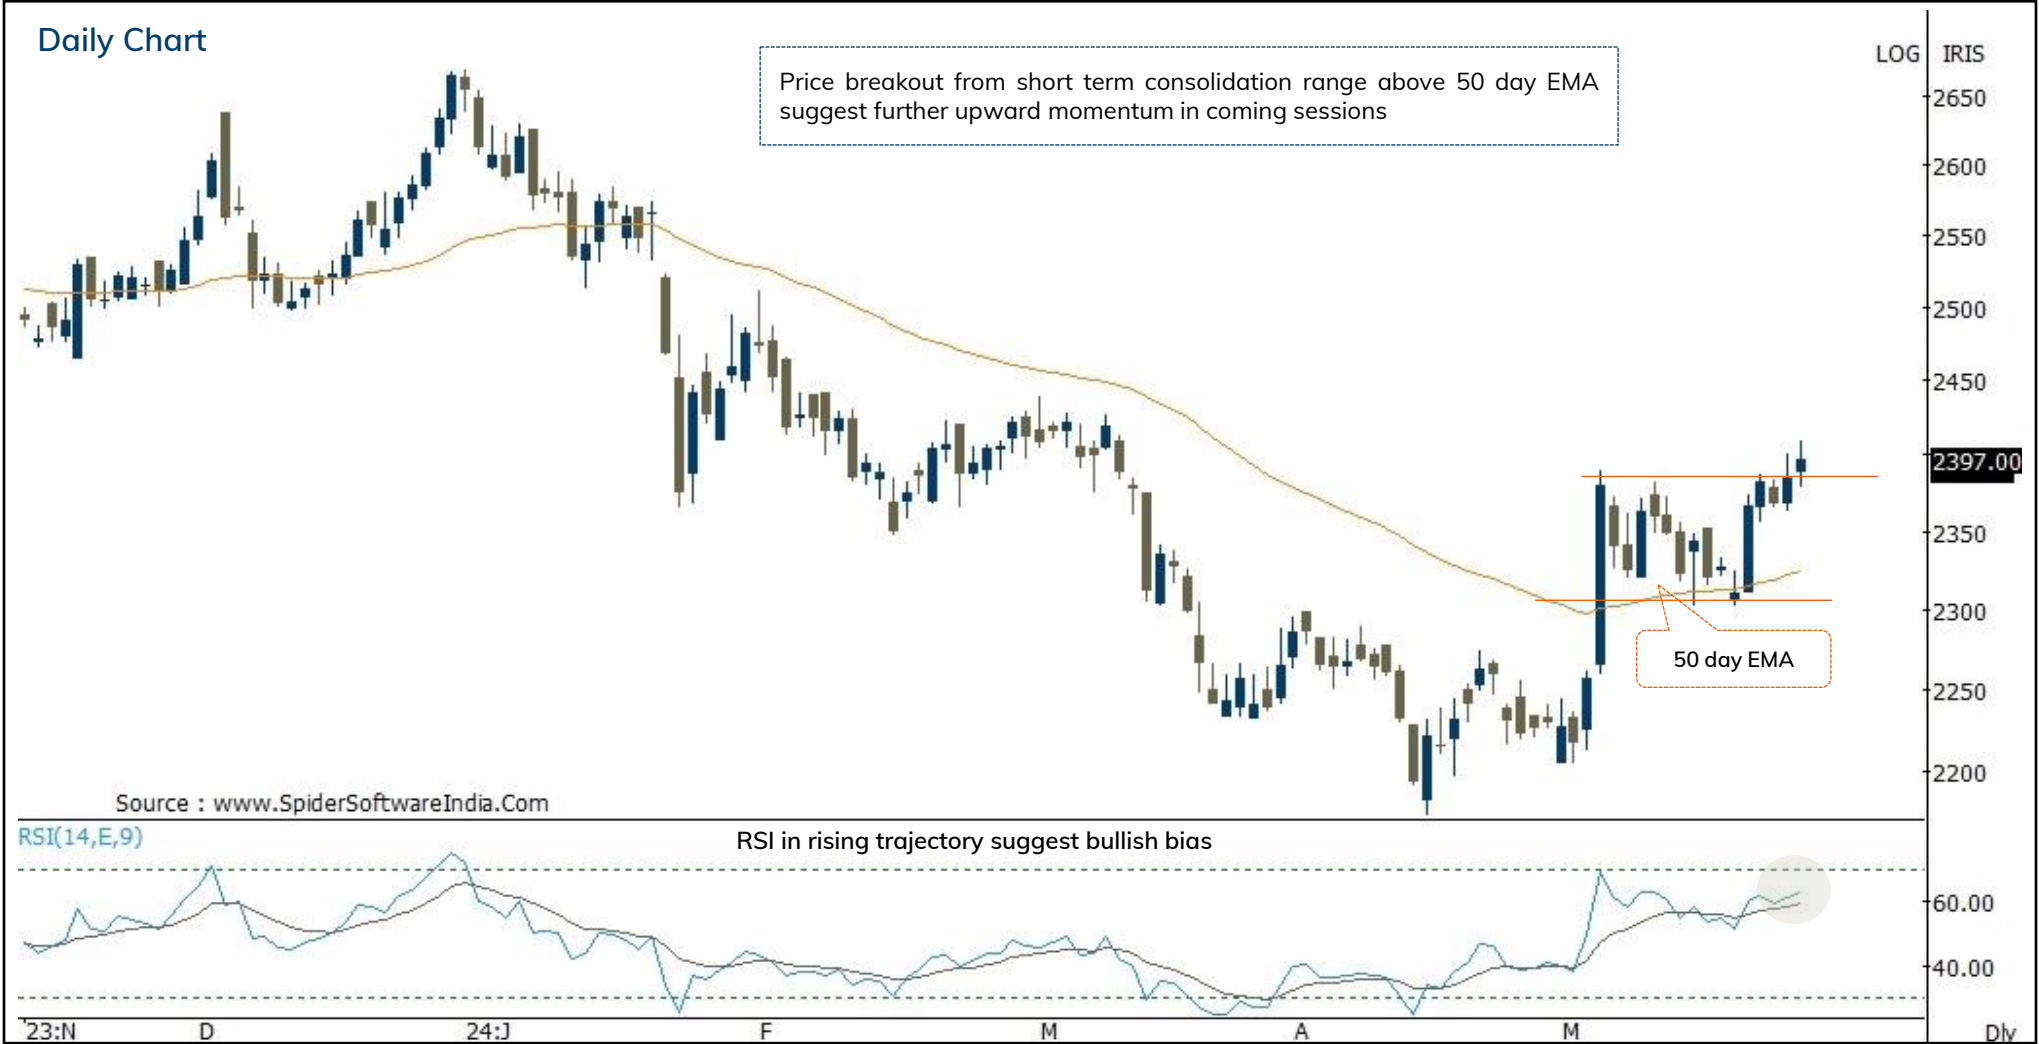 Daily Chart
LOG IRIS
Price breakout from short term consolidation range above 50 day EMA
suggest further upward momentum in coming sessions
2650
2600
2550
2500
2450
2397.00
2350
2300
50 day EMA
2250
2200
Source : www.SpiderSoftwareIndia.Com
RSI(14,E,9)
RSI in rising trajectory suggest bullish bias
60.00
40.00
'23:N D 24:J F M A M Dly